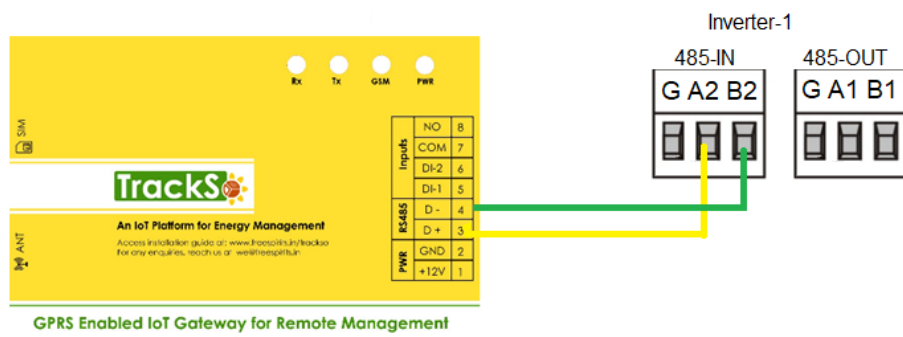 Inverter-1
485-IN
485-OUT
G A2 B2
G A1 B1
Rx Tx GSM PWR
SIM
ANT
TrackSo
An IoT Platform for Energy Management
Access installation guide at: www.freespirits.in/trackso
For any enquiries, reach us at: we@freespirits.in
Inputs
NO 8
COM 7
DI-2 6
DI-1 5
RS485
D - 4
D + 3
PWR
GND 2
+12V 1
GPRS Enabled IoT Gateway for Remote Management